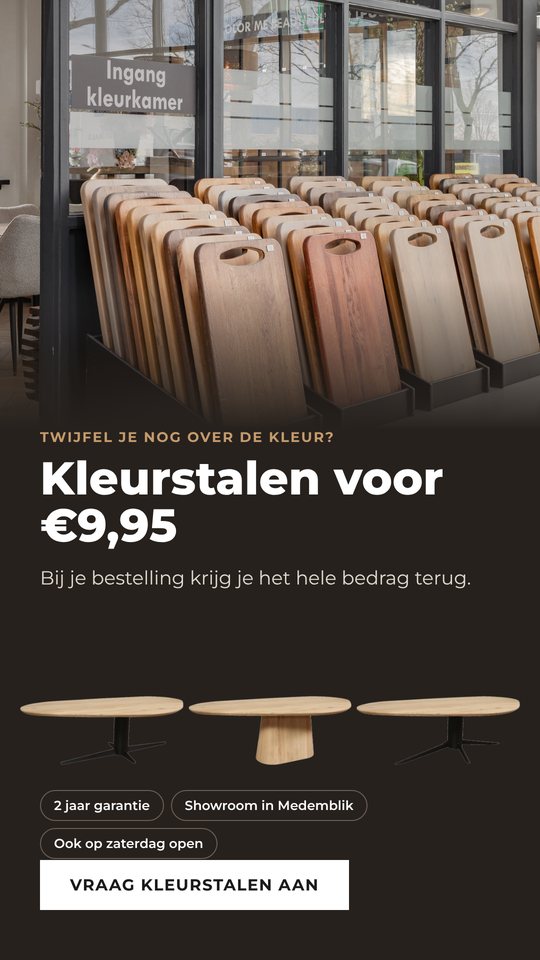 Ingang
kleurkamer
TWIJFEL JE NOG OVER DE KLEUR?
Kleurstalen voor
€9,95
Bij je bestelling krijg je het hele bedrag terug.
2 jaar garantie
Showroom in Medemblik
Ook op zaterdag open
VRAAG KLEURSTALEN AAN